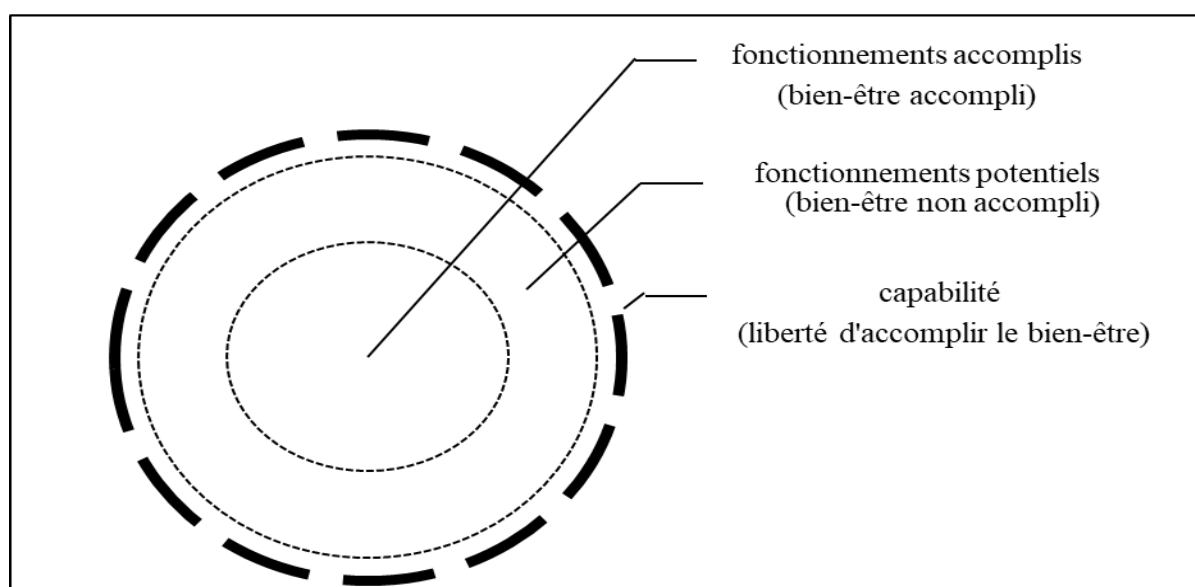 fonctionnements accomplis
(bien-être accompli)
fonctionnements potentiels
(bien-être non accompli)
capabilité
(liberté d'accomplir le bien-être)